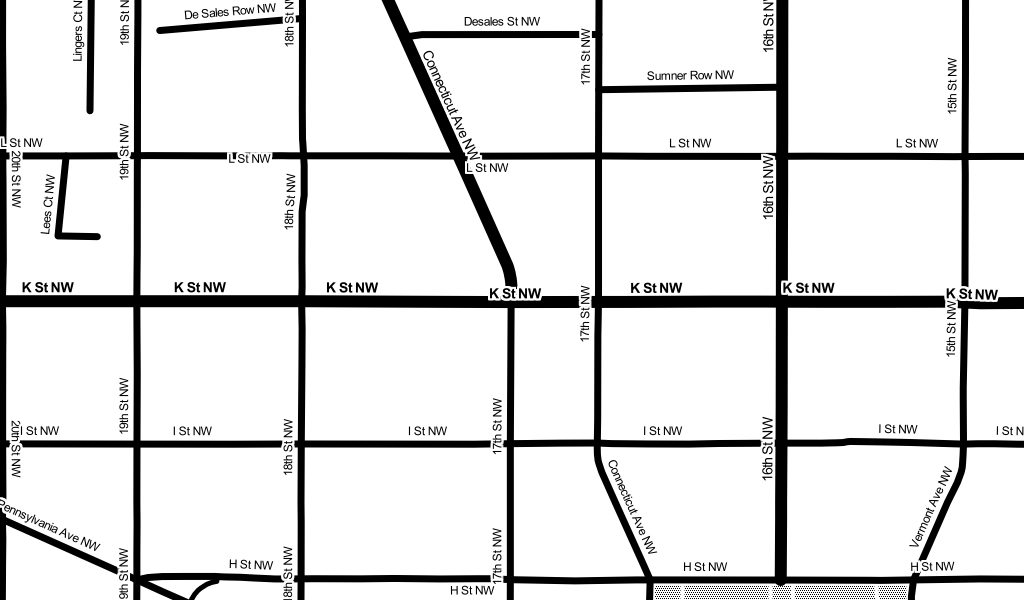 De Sales Row NW
Desales St NW
Lingers Ct N
19th St N
18th St N
Connecticut Ave NW
17th St NW
16th St N
Sumner Row NW
15th St NW
L St NW
L St NW
L St NW
L St NW
L St NW
20th St NW
19th St NW
Lees Ct NW
18th St NW
16th St NW
K St NW
K St NW
K St NW
K St NW
K St NW
K St NW
K St NW
17th St NW
15th St NW
19th St NW
I St NW
I St NW
I St NW
I St NW
I St NW
I St N
20th St NW
18th St NW
17th St NW
16th St NW
Connecticut Ave NW
Vermont Ave NW
Pennsylvania Ave NW
9th St NW
H St NW
18th St NW
17th St NW
H St NW
H St NW
H St NW